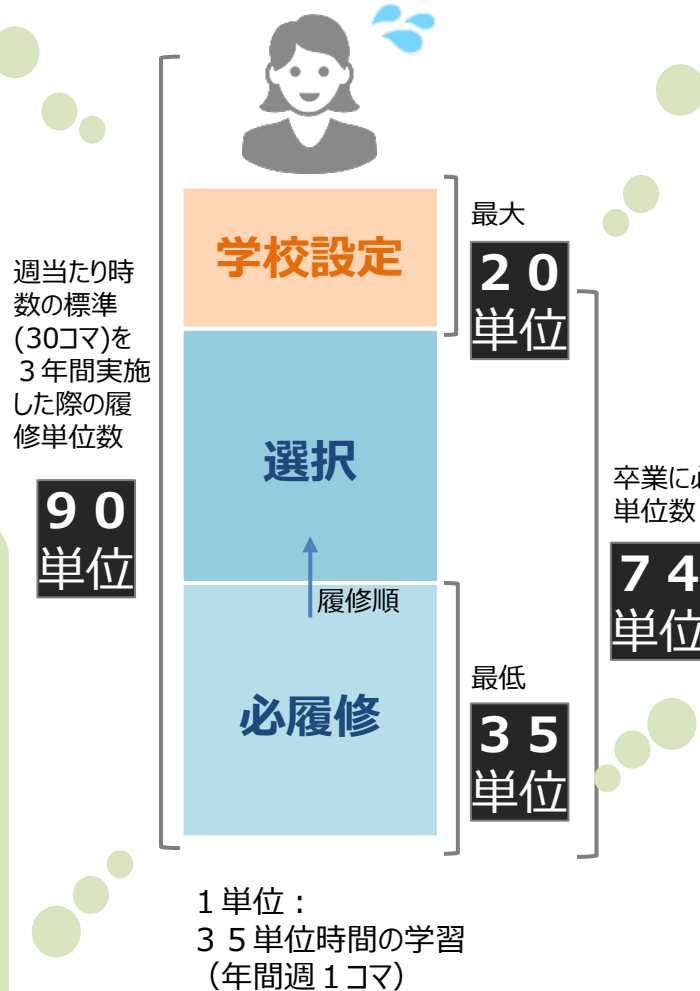 学校設定
最大
２０
単位
週当たり時
数の標準
(30コマ)を
３年間実施
した際の履
修単位数
９０
単位
選択
履修順
卒業に
単位数
７４
単位
必履修
最低
３５
単位
１単位：
３５単位時間の学習
（年間週１コマ）